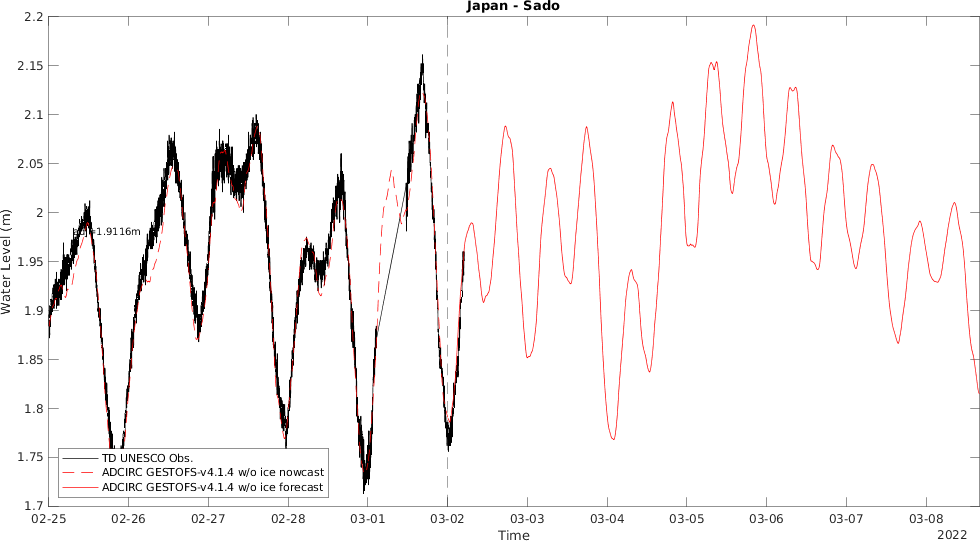 Japan - Sado
2.2
2.15
2.1
2.05
2
1.95
1.9
1.85
1.8
1.75
1.7
Water Level (m)
=1.9116m
TD UNESCO Obs.
ADCIRC GESTOFS-v4.1.4 w/o ice nowcast
ADCIRC GESTOFS-v4.1.4 w/o ice forecast
02-25 02-26 02-27 02-28 03-01 03-02 03-03 03-04 03-05 03-06 03-07 03-08
Time
2022